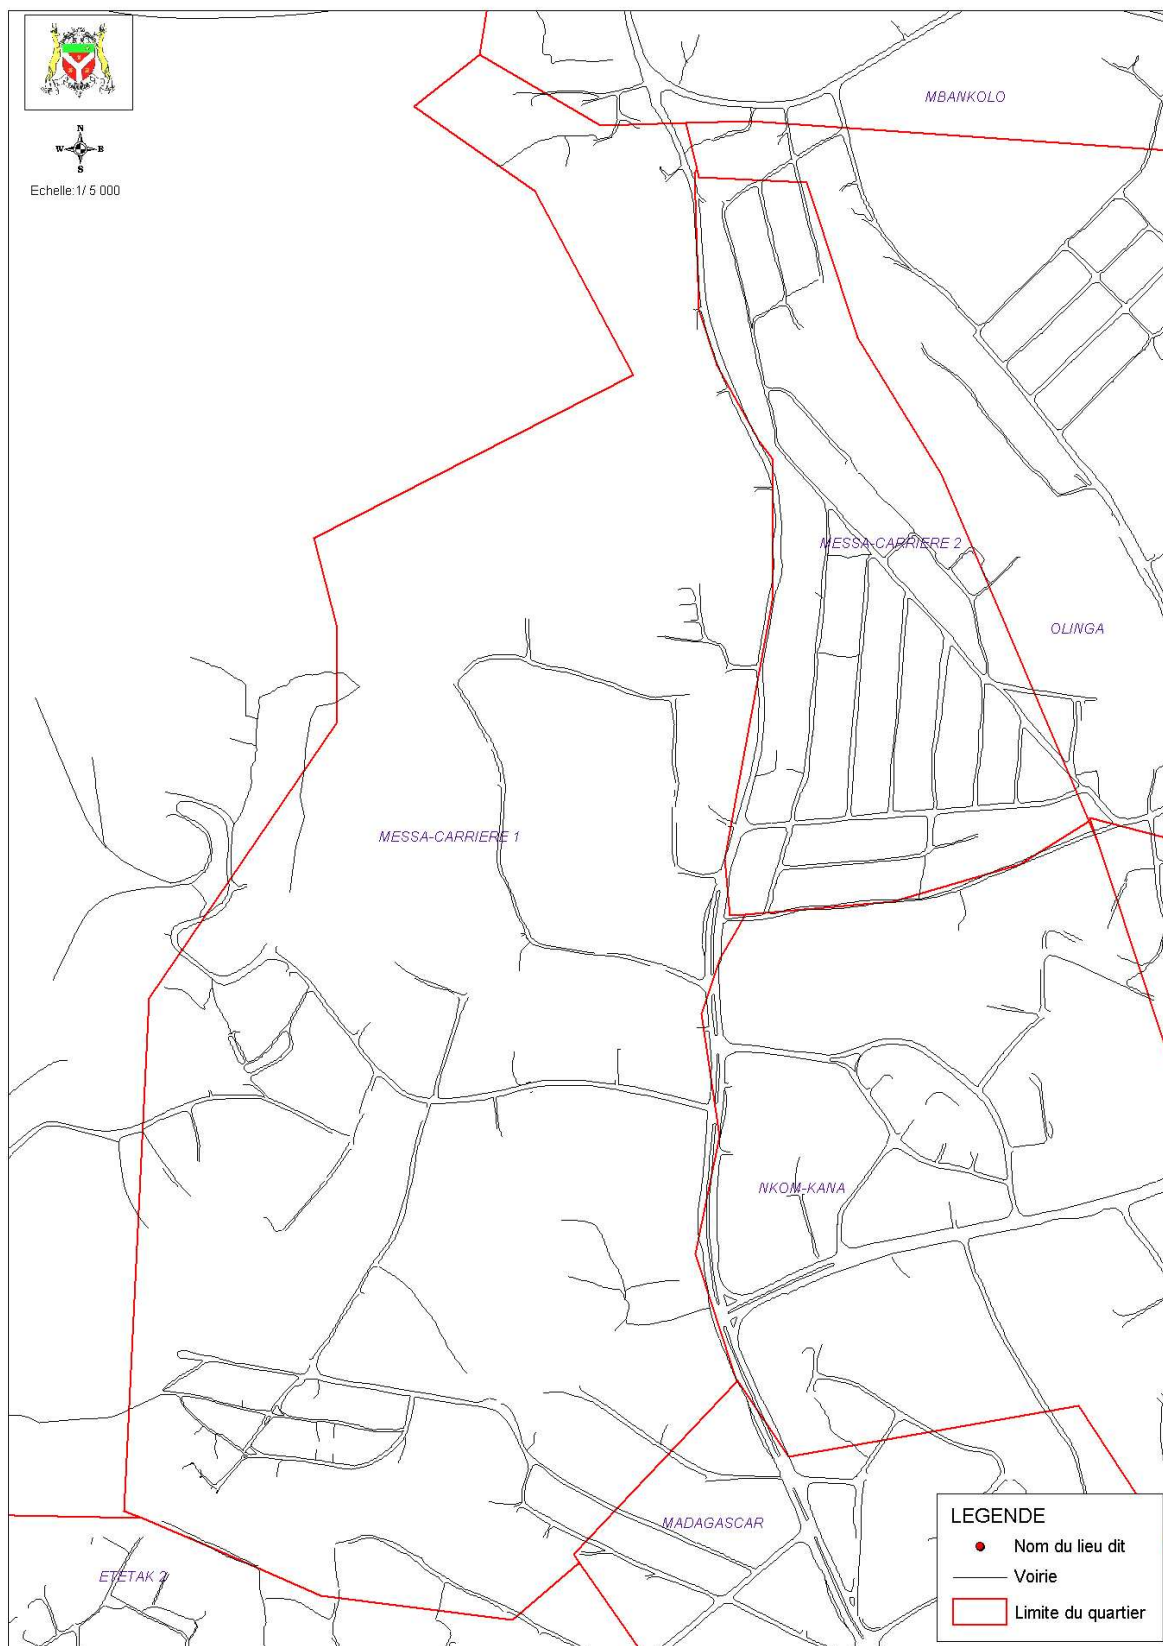 MBANKOLO
N
W E
S
Echelle:1/ 5 000
MESSA-CARRIERE 2
OLINGA
MESSA-CARRIERE 1
NKOM-KANA
MADAGASCAR
ETETAK 2
LEGENDE
Nom du lieu dit
Voirie
Limite du quartier